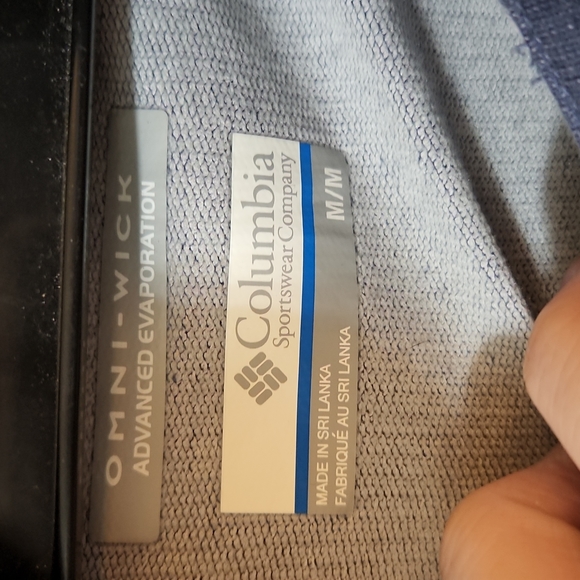 OMNI-WICK
ADVANCED EVAPORATION
Columbia
Sportswear Company
M/M
MADE IN SRI LANKA
FABRIQUÉ AU SRI LANKA